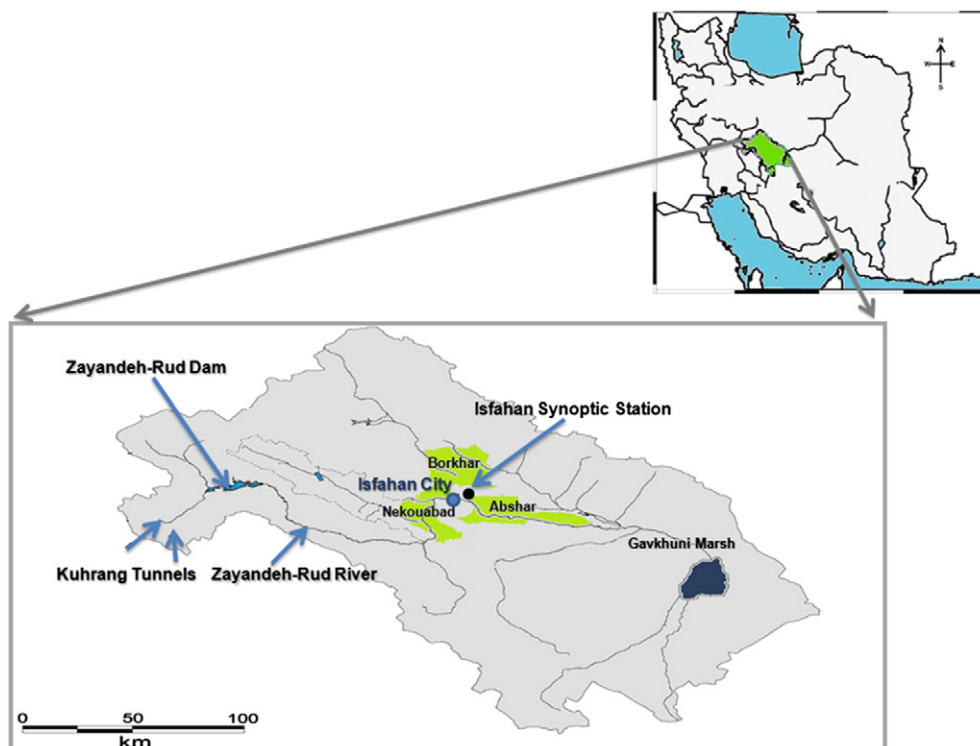 N
W E
S
Zayandeh-Rud Dam
Isfahan Synoptic Station
Borkhar
Isfahan City
Nekouabad
Abshar
Gavkhuni Marsh
Kuhrang Tunnels
Zayandeh-Rud River
0 50 100
km